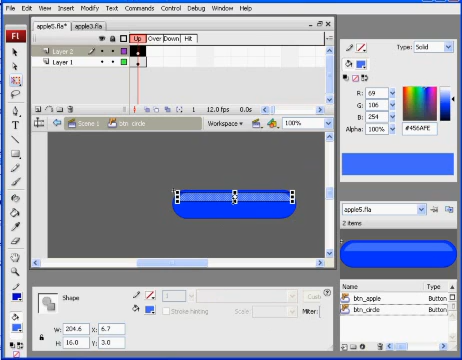 File Edit View Insert Modify Text Commands Control Debug Window Help
apple5.fla* apple3.fla
Fl
Up Over Down Hit
Layer 2
Layer 1
1 12.0 fps 0.0s
Scene 1 btn_circle
Workspace 100%
Type: Solid
R: 69
G: 106
B: 254
Alpha: 100% #456AFE
apple5.fla
2 items
Name Type
btn_apple Button
btn_circle Button
Shape
1
Custo
Stroke hinting Scale: Miter:
W: 204.6 X: 6.7
H: 16.0 Y: 3.0